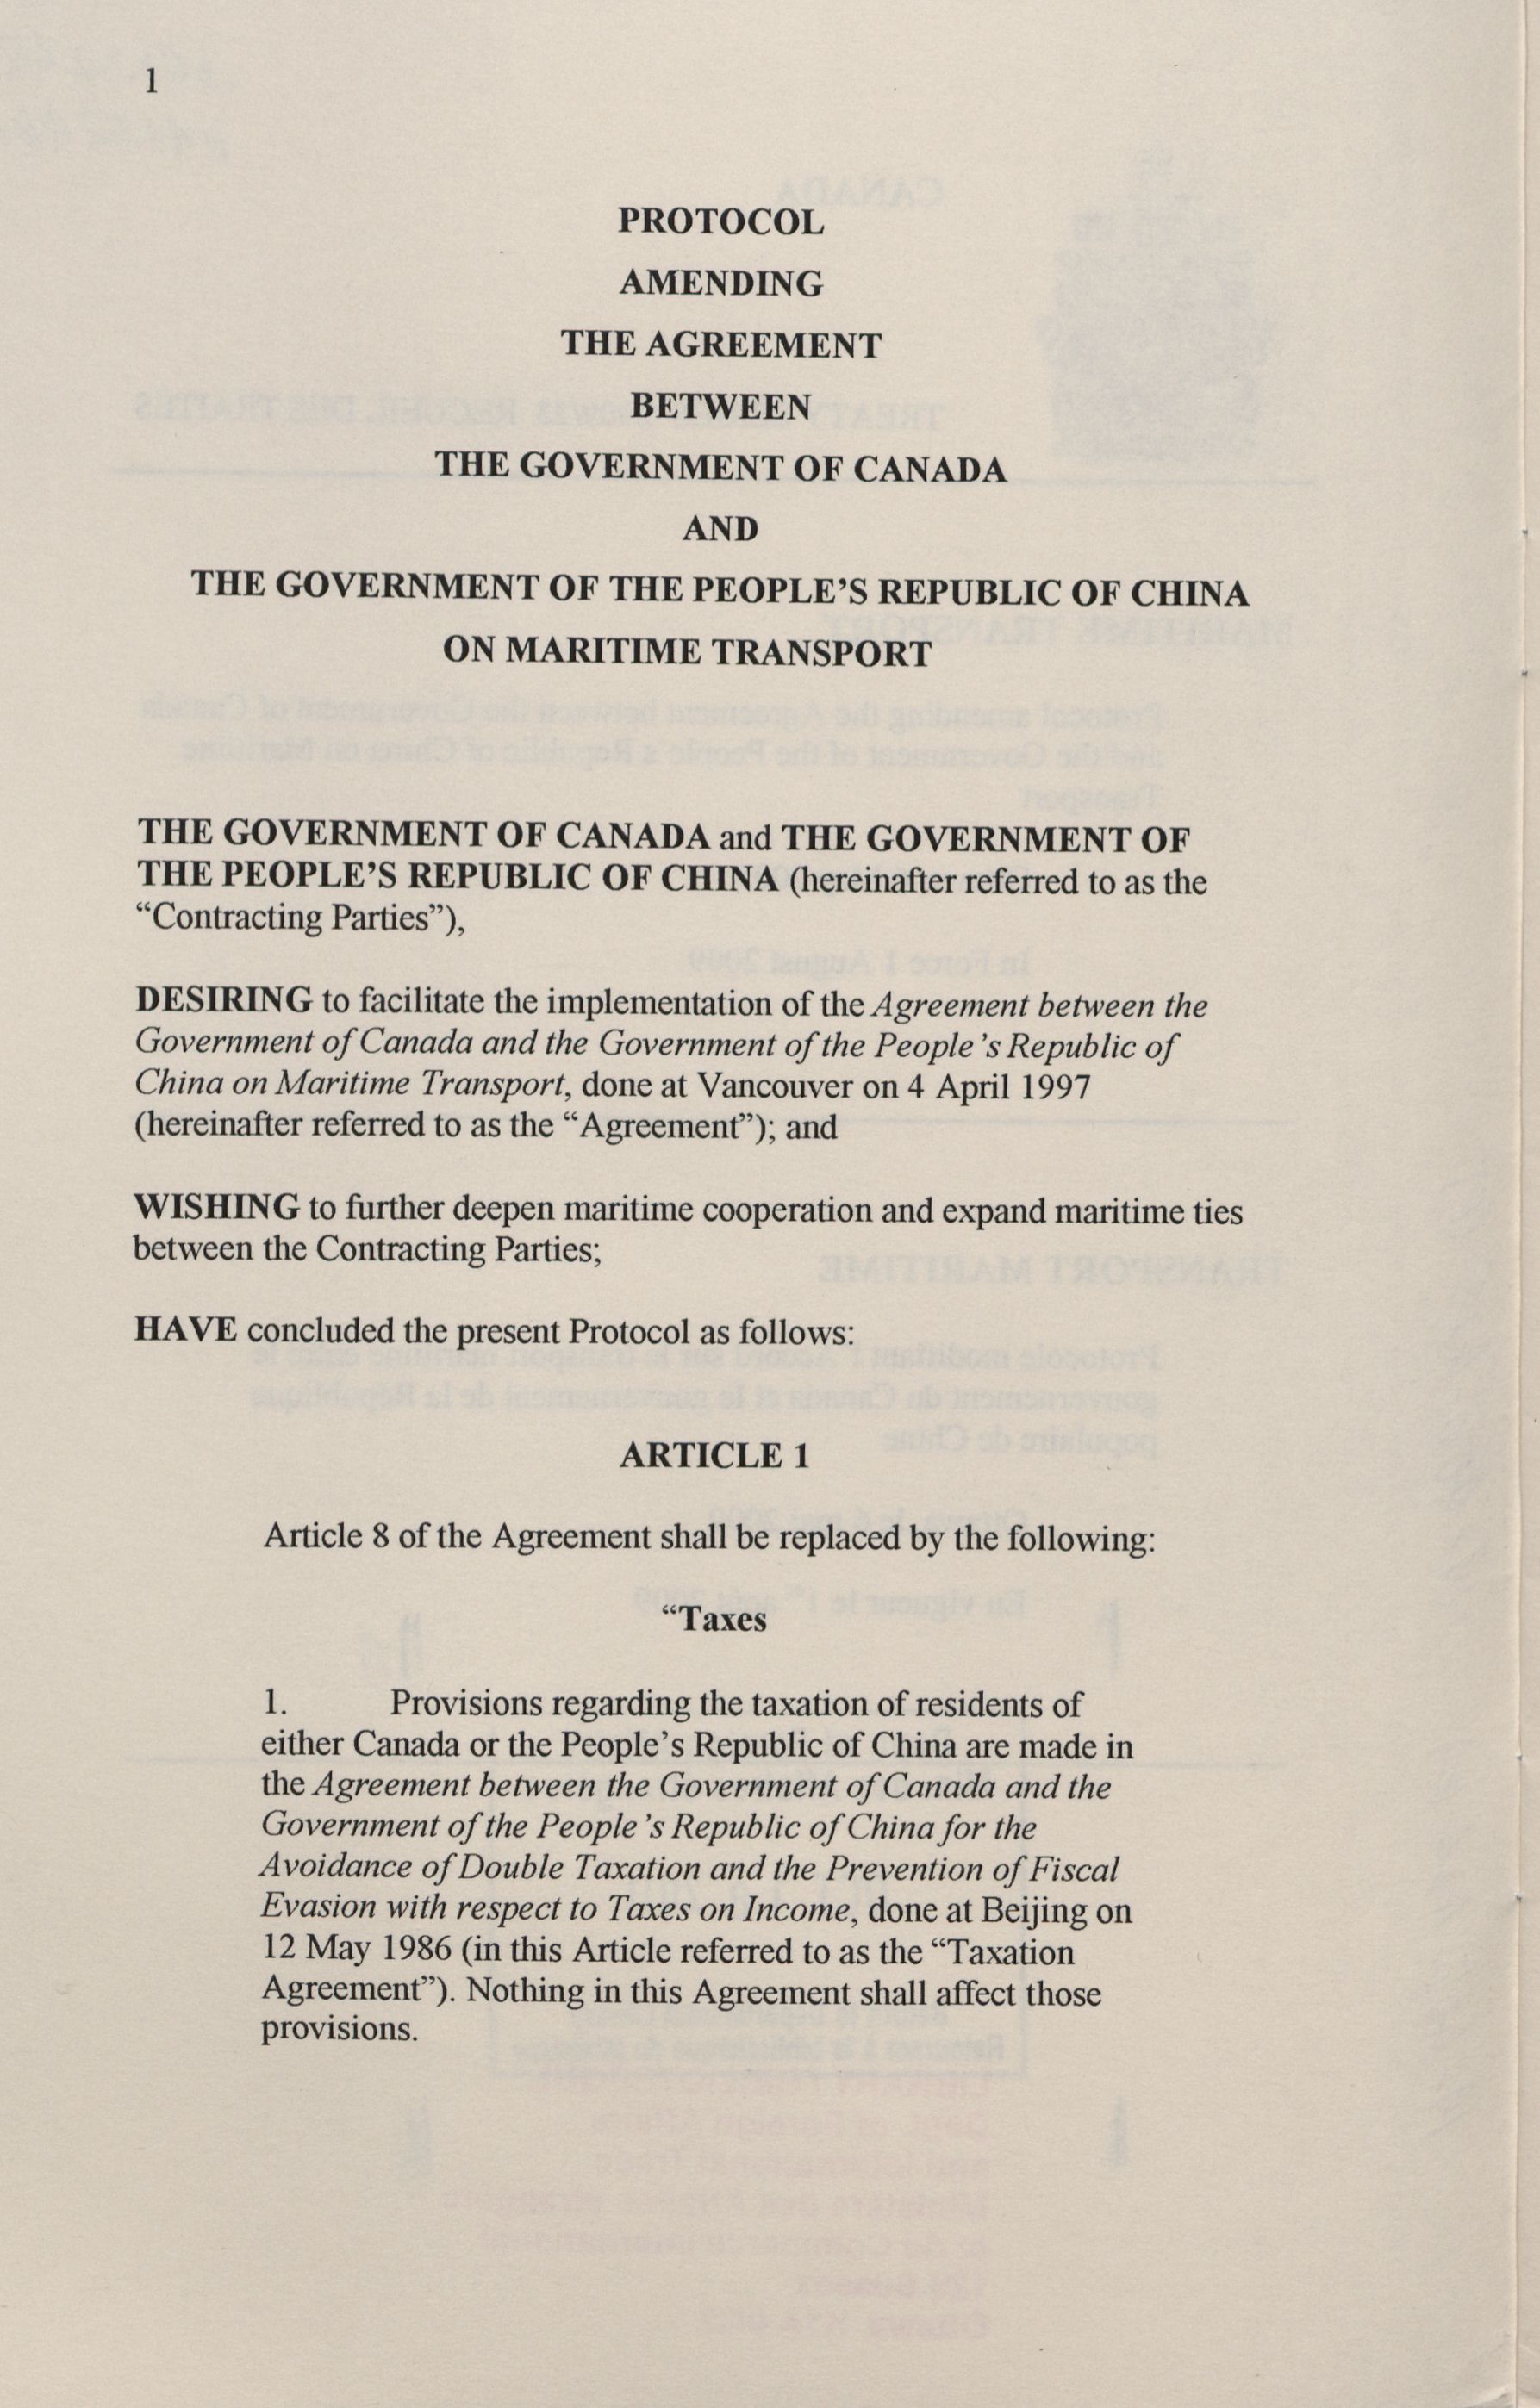 1
PROTOCOL
AMENDING
THE AGREEMENT
BETWEEN
THE GOVERNMENT OF CANADA
AND
THE GOVERNMENT OF THE PEOPLE’S REPUBLIC OF CHINA
ON MARITIME TRANSPORT
THE GOVERNMENT OF CANADA and THE GOVERNMENT OF
THE PEOPLE’S REPUBLIC OF CHINA (hereinafter referred to as the
“Contracting Parties”),
DESIRING to facilitate the implementation of the Agreement between the
Government of Canada and the Government of the People’s Republic of
China on Maritime Transport, done at Vancouver on 4 April 1997
(hereinafter referred to as the “Agreement”); and
WISHING to further deepen maritime cooperation and expand maritime ties
between the Contracting Parties;
HAVE concluded the present Protocol as follows:
ARTICLE 1
Article 8 of the Agreement shall be replaced by the following:
“Taxes
1. Provisions regarding the taxation of residents of
either Canada or the People’s Republic of China are made in
the Agreement between the Government of Canada and the
Government of the People’s Republic of China for the
Avoidance of Double Taxation and the Prevention of Fiscal
Evasion with respect to Taxes on Income, done at Beijing on
12 May 1986 (in this Article referred to as the “Taxation
Agreement”). Nothing in this Agreement shall affect those
provisions.